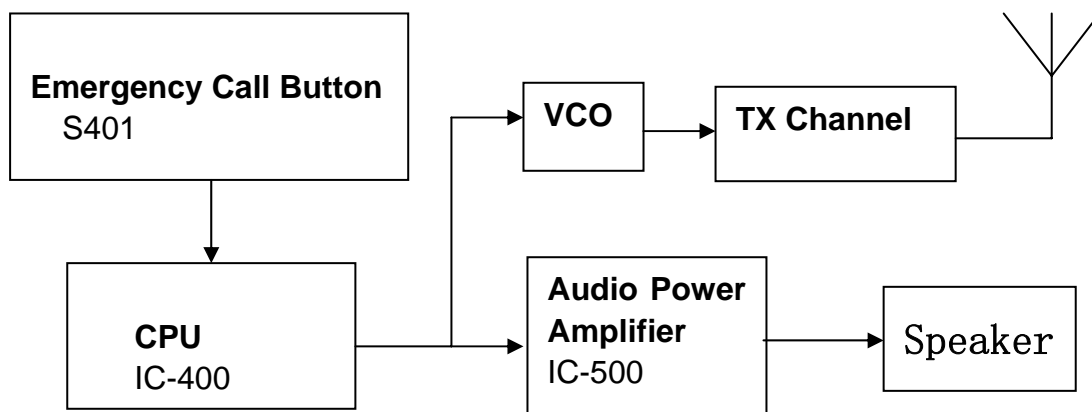 Emergency Call Button
S401
VCO
TX Channel
CPU
IC-400
Audio Power
Amplifier
IC-500
Speaker